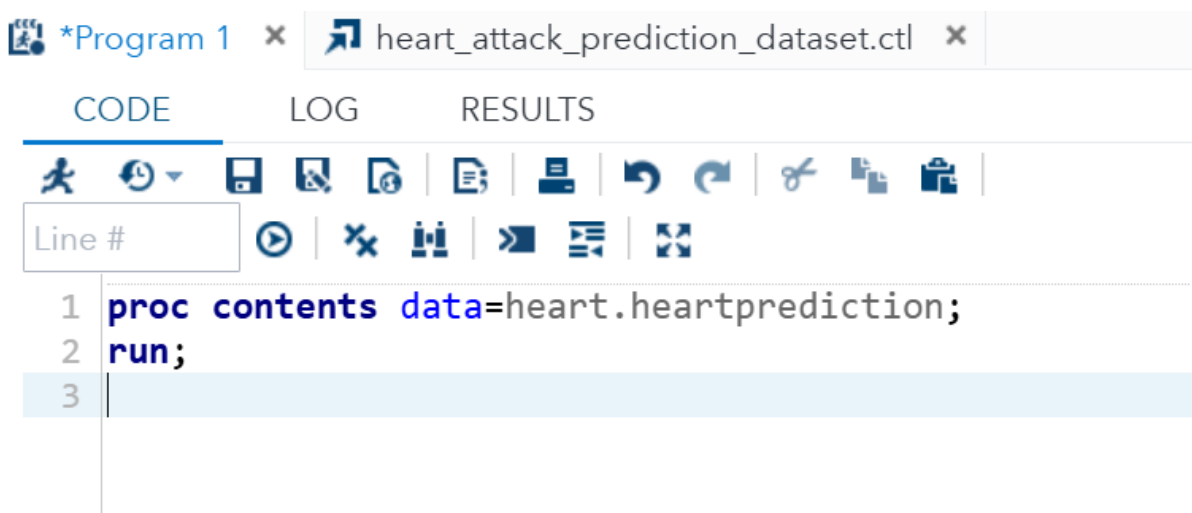 *Program 1 × heart_attack_prediction_dataset.ctl ×
CODE LOG RESULTS
Line #
1 proc contents data=heart.heartprediction;
2 run;
3